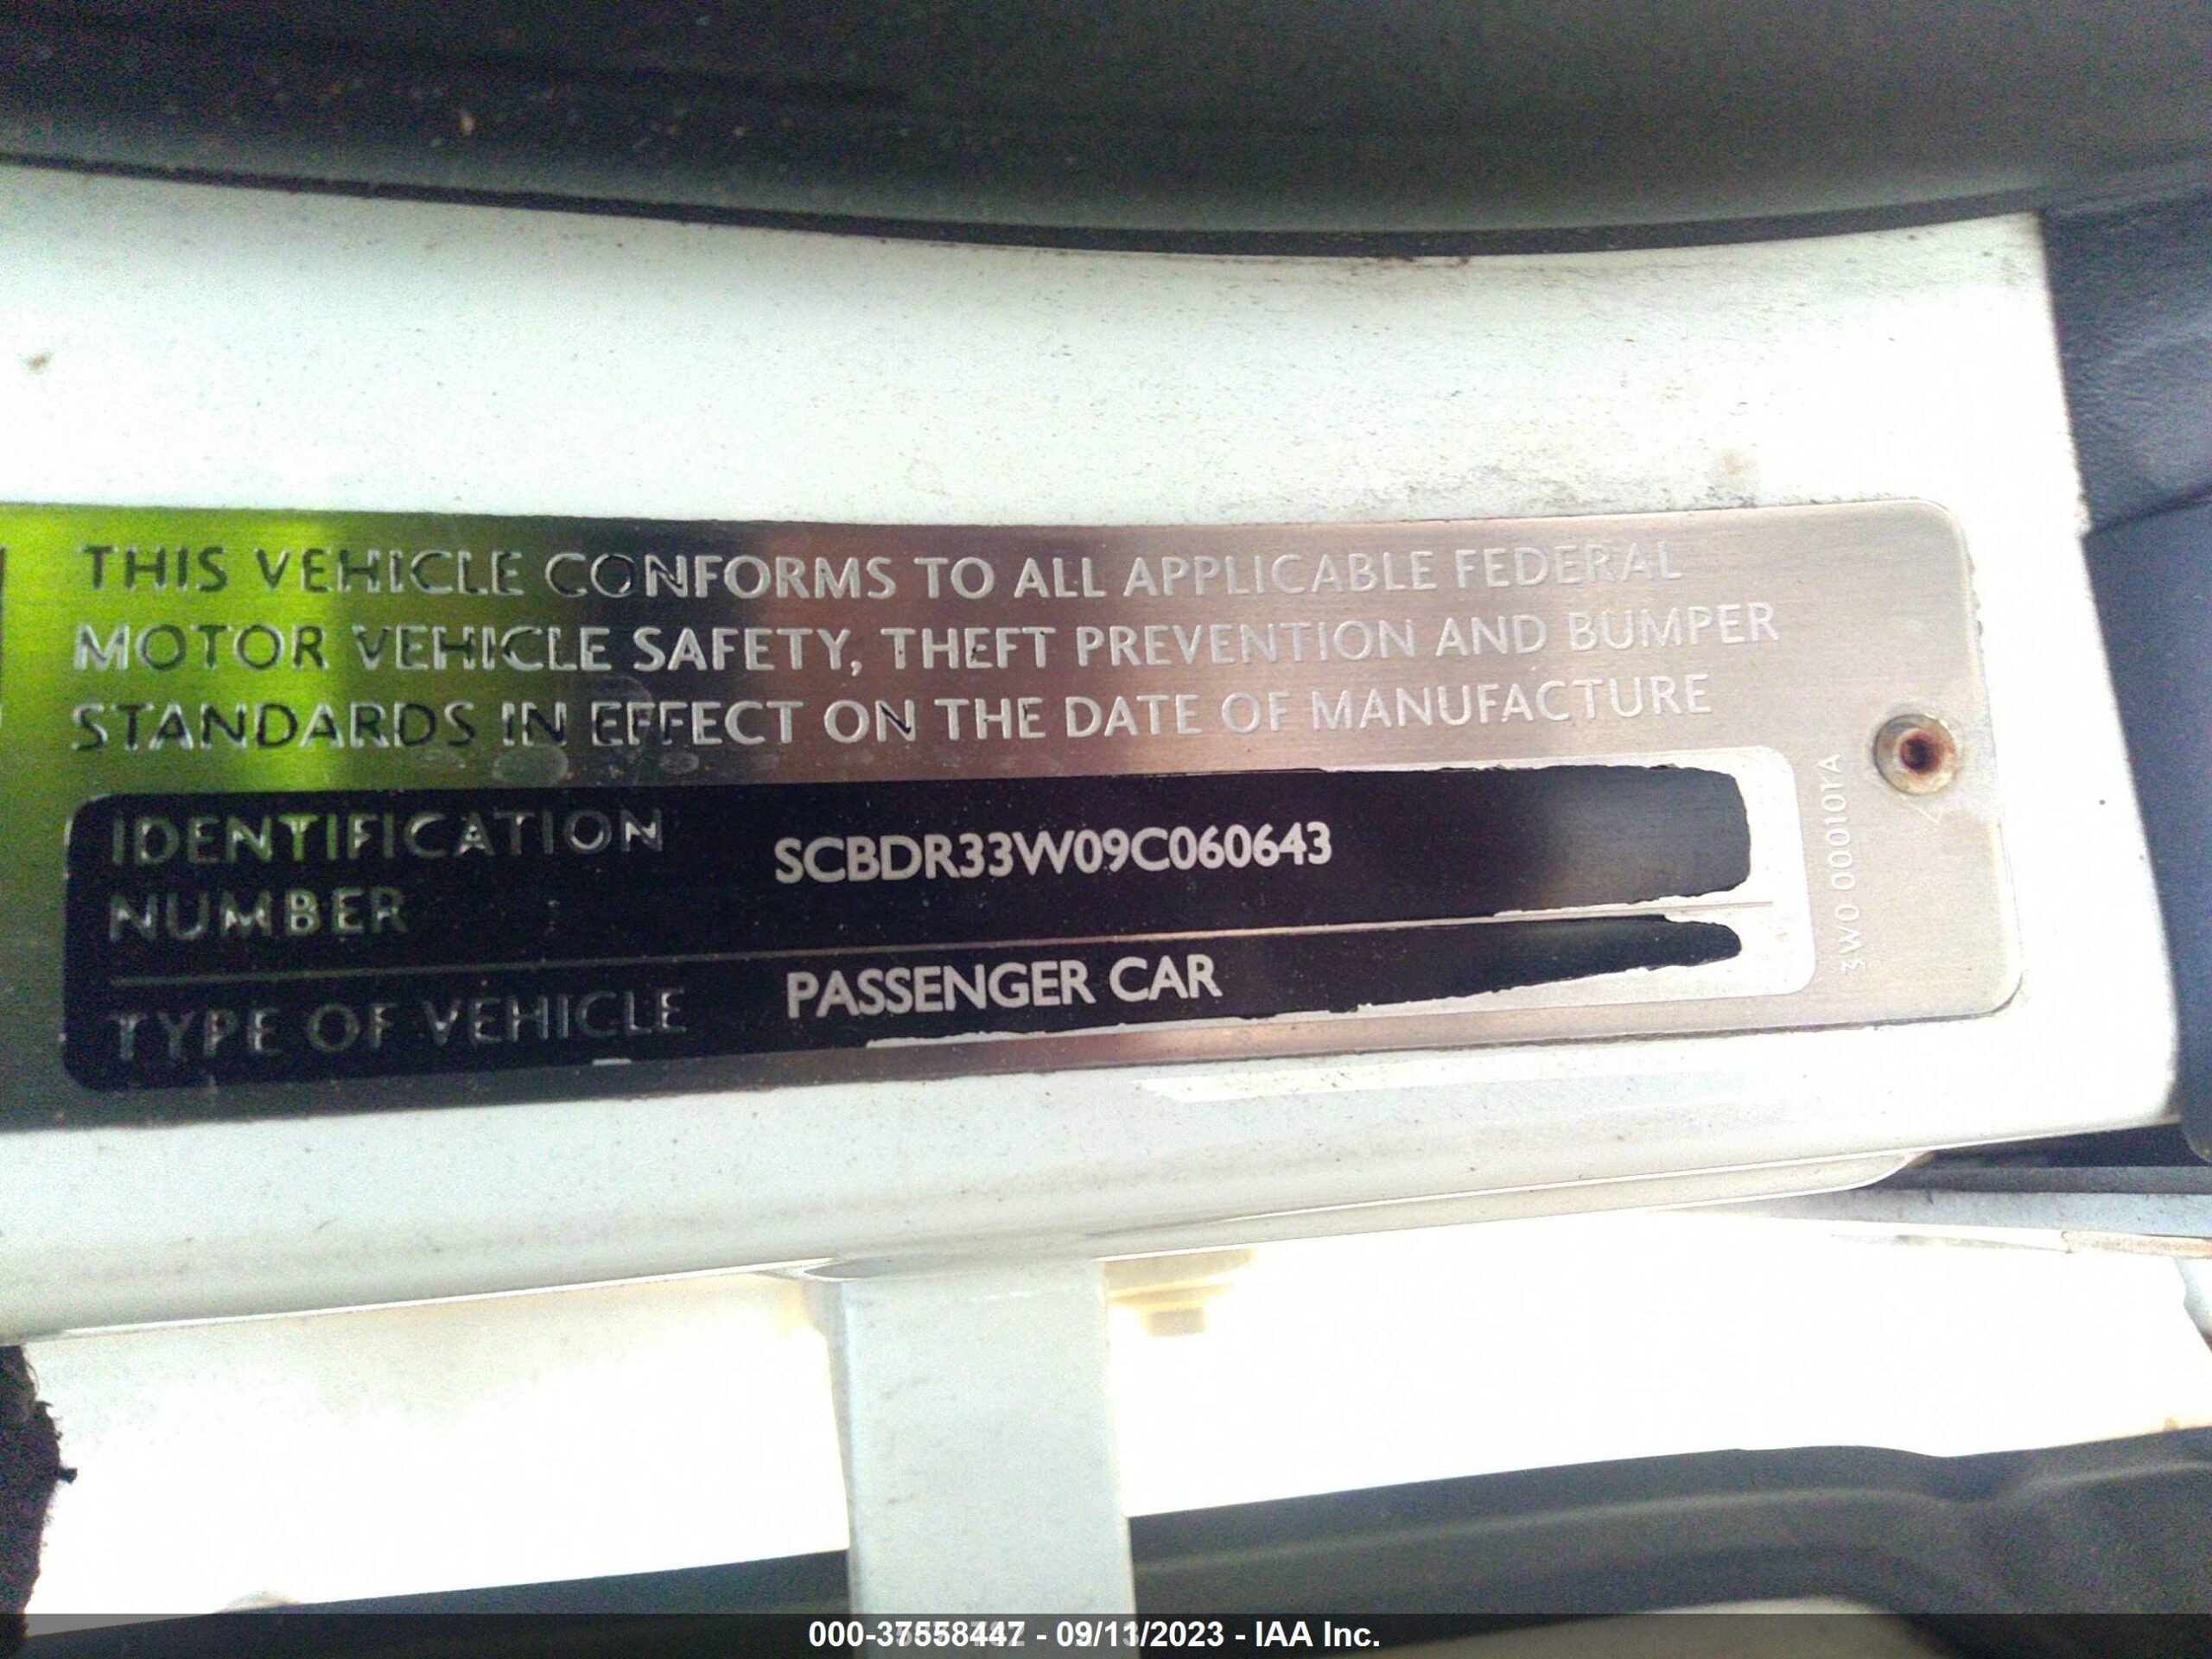 THIS VEHICLE CONFORMS TO ALL APPLICABLE FEDERAL
MOTOR VEHICLE SAFETY, THEFT PREVENTION AND BUMPER
STANDARDS IN EFFECT ON THE DATE OF MANUFACTURE
IDENTIFICATION
NUMBER
SCBDR33W09C060643
TYPE OF VEHICLE
PASSENGER CAR
3W0 000101A
000-37558447 - 09/13/2023 - IAA Inc.